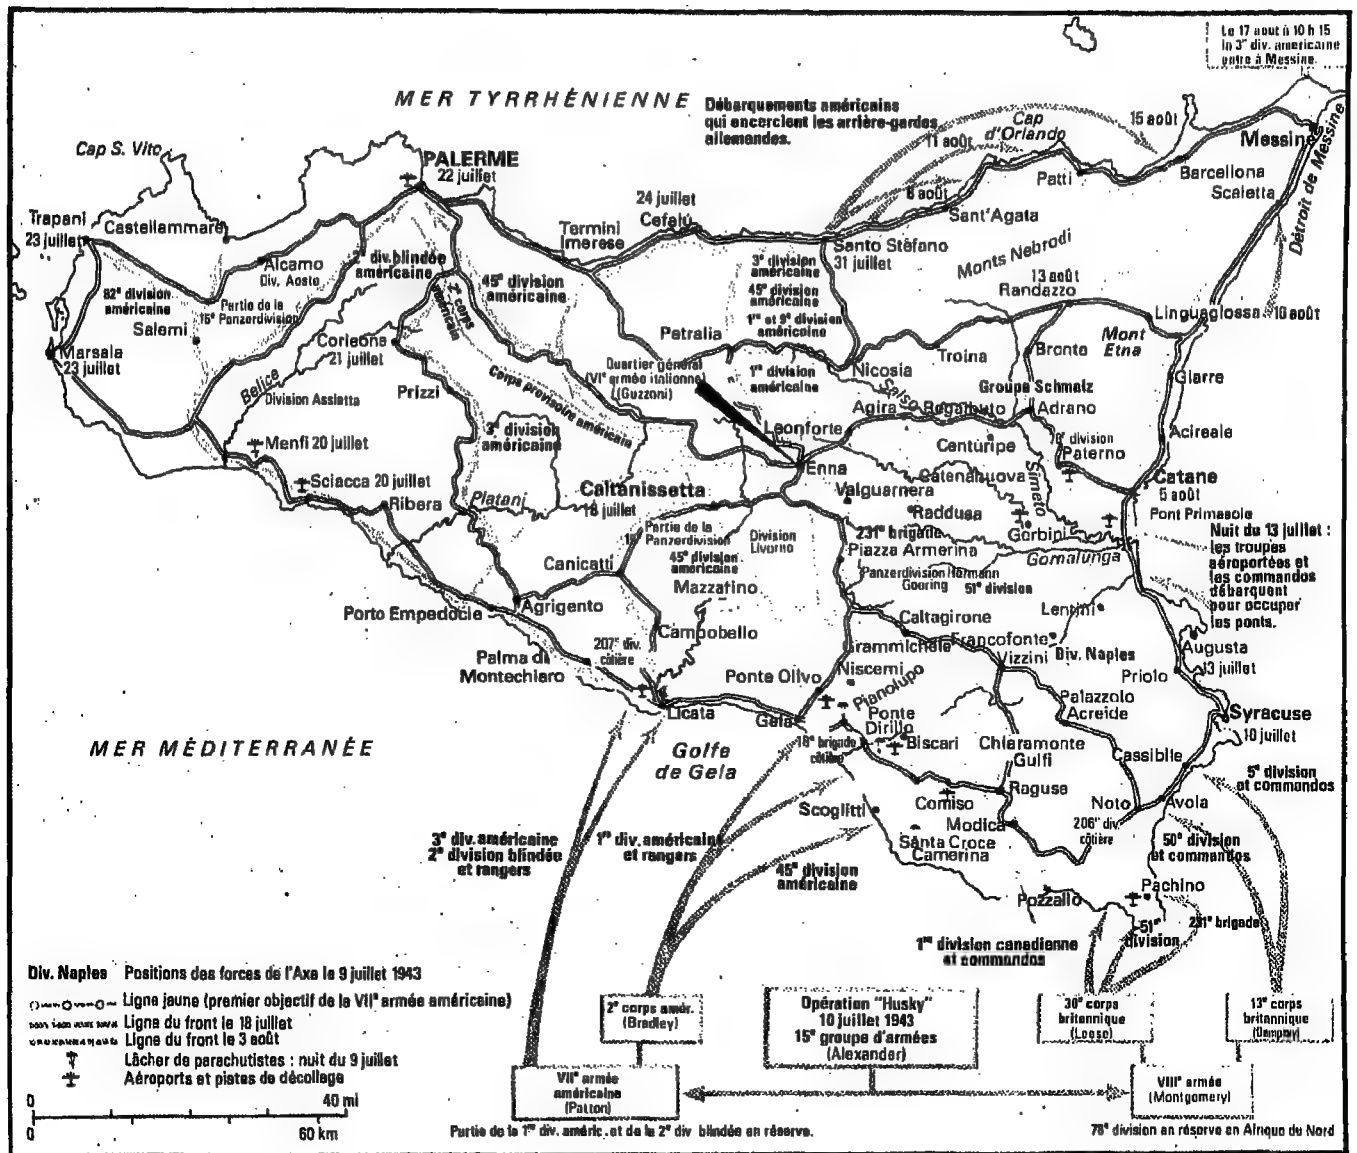 Le 17 août à 10 h 15
la 3e div. américaine
entre à Messine.
MER TYRRHÉNIENNE
Débarquements américains
qui encerclent les arrière-gardes
allemandes.
Cap
d'Orlando
15 août
11 août
8 août
Messine
Détroit de Messine
Cap S. Vito
PALERME
22 juillet
Patti
Barcellona
Scaletta
Trapani
23 juillet
Castellammare
24 juillet
Cefalù
Termini
Imerese
Sant'Agata
Santo Stéfano
31 juillet
Monts Nebrodi
13 août
Randazzo
Alcamo
Div. Aoste
2e div. blindée
américaine
45e division
américaine
3e division
américaine
45e division
américaine
1re et 9e division
américaine
82e division
américaine
Salemi
Partie de la
15e Panzerdivision
2e corps
américain
Petralia
Linguaglossa
10 août
Mont
Etna
Bronte
Troina
Nicosia
Marsala
23 juillet
Corleone
21 juillet
Quartier général
(VIe armée italienne)
(Guzzoni)
1re division
américaine
Salso
Groupe Schmalz
Giarre
Belice
Division Assietta
Prizzi
Corps provisoire américain
Agira
Regalbuto
Adrano
Leonforte
3e division
américaine
Menfi 20 juillet
Centuripe
division
Paterno
Acireale
Enna
Catenanuova
Simeto
Catane
5 août
Pont Primasole
Sciacca 20 juillet
Ribera
Platani
Caltanissetta
18 juillet
Valguarnera
Raddusa
Gerbini
Partie de la
15e Panzerdivision
45e division
américaine
Division
Livorno
231e brigade
Piazza Armerina
Gornalunga
Nuit du 13 juillet :
les troupes
aéroportées et
les commandos
débarquent
pour occuper
les ponts.
Canicatti
Mazzarino
Panzerdivision Hermann
Goering
51e division
Porto Empedocle
Agrigento
Campobello
Caltagirone
Lentini
207e div.
côtière
Grammichele
Francofonte
Vizzini
Div. Naples
Augusta
13 juillet
Palma di
Montechiaro
Ponte Olivo
Niscemi
Priolo
Pianolupo
Palazzolo
Acreide
Licata
Gela
Ponte
Dirillo
Syracuse
10 juillet
MER MÉDITERRANÉE
Golfe
de Gela
18e brigade
côtière
Biscari
Chiaramonte
Gulfi
Cassibile
5e division
et commandos
Comiso
Raguse
Noto
Avola
Scoglitti
Modica
206e div.
côtière
Santa Croce
Camerina
3e div. américaine
2e division blindée
et rangers
1re div. américaine
et rangers
45e division
américaine
50e division
et commandos
Pachino
Pozzallo
51e
division
231e brigade
1re division canadienne
et commandos
Div. Naples Positions des forces de l'Axe le 9 juillet 1943
Ligne jaune (premier objectif de la VIIe armée américaine)
Ligne du front le 18 juillet
Ligne du front le 3 août
Lâcher de parachutistes : nuit du 9 juillet
Aéroports et pistes de décollage
2e corps amér.
(Bradley)
Opération "Husky"
10 juillet 1943
15e groupe d'armées
(Alexander)
30e corps
britannique
(Leese)
13e corps
britannique
(Dempsey)
VIIe armée
américaine
(Patton)
VIIIe armée
(Montgomery)
0 40 mi
0 60 km
Partie de la 1re div. améric. et de la 2e div blindée en réserve.
78e division en réserve en Afrique du Nord